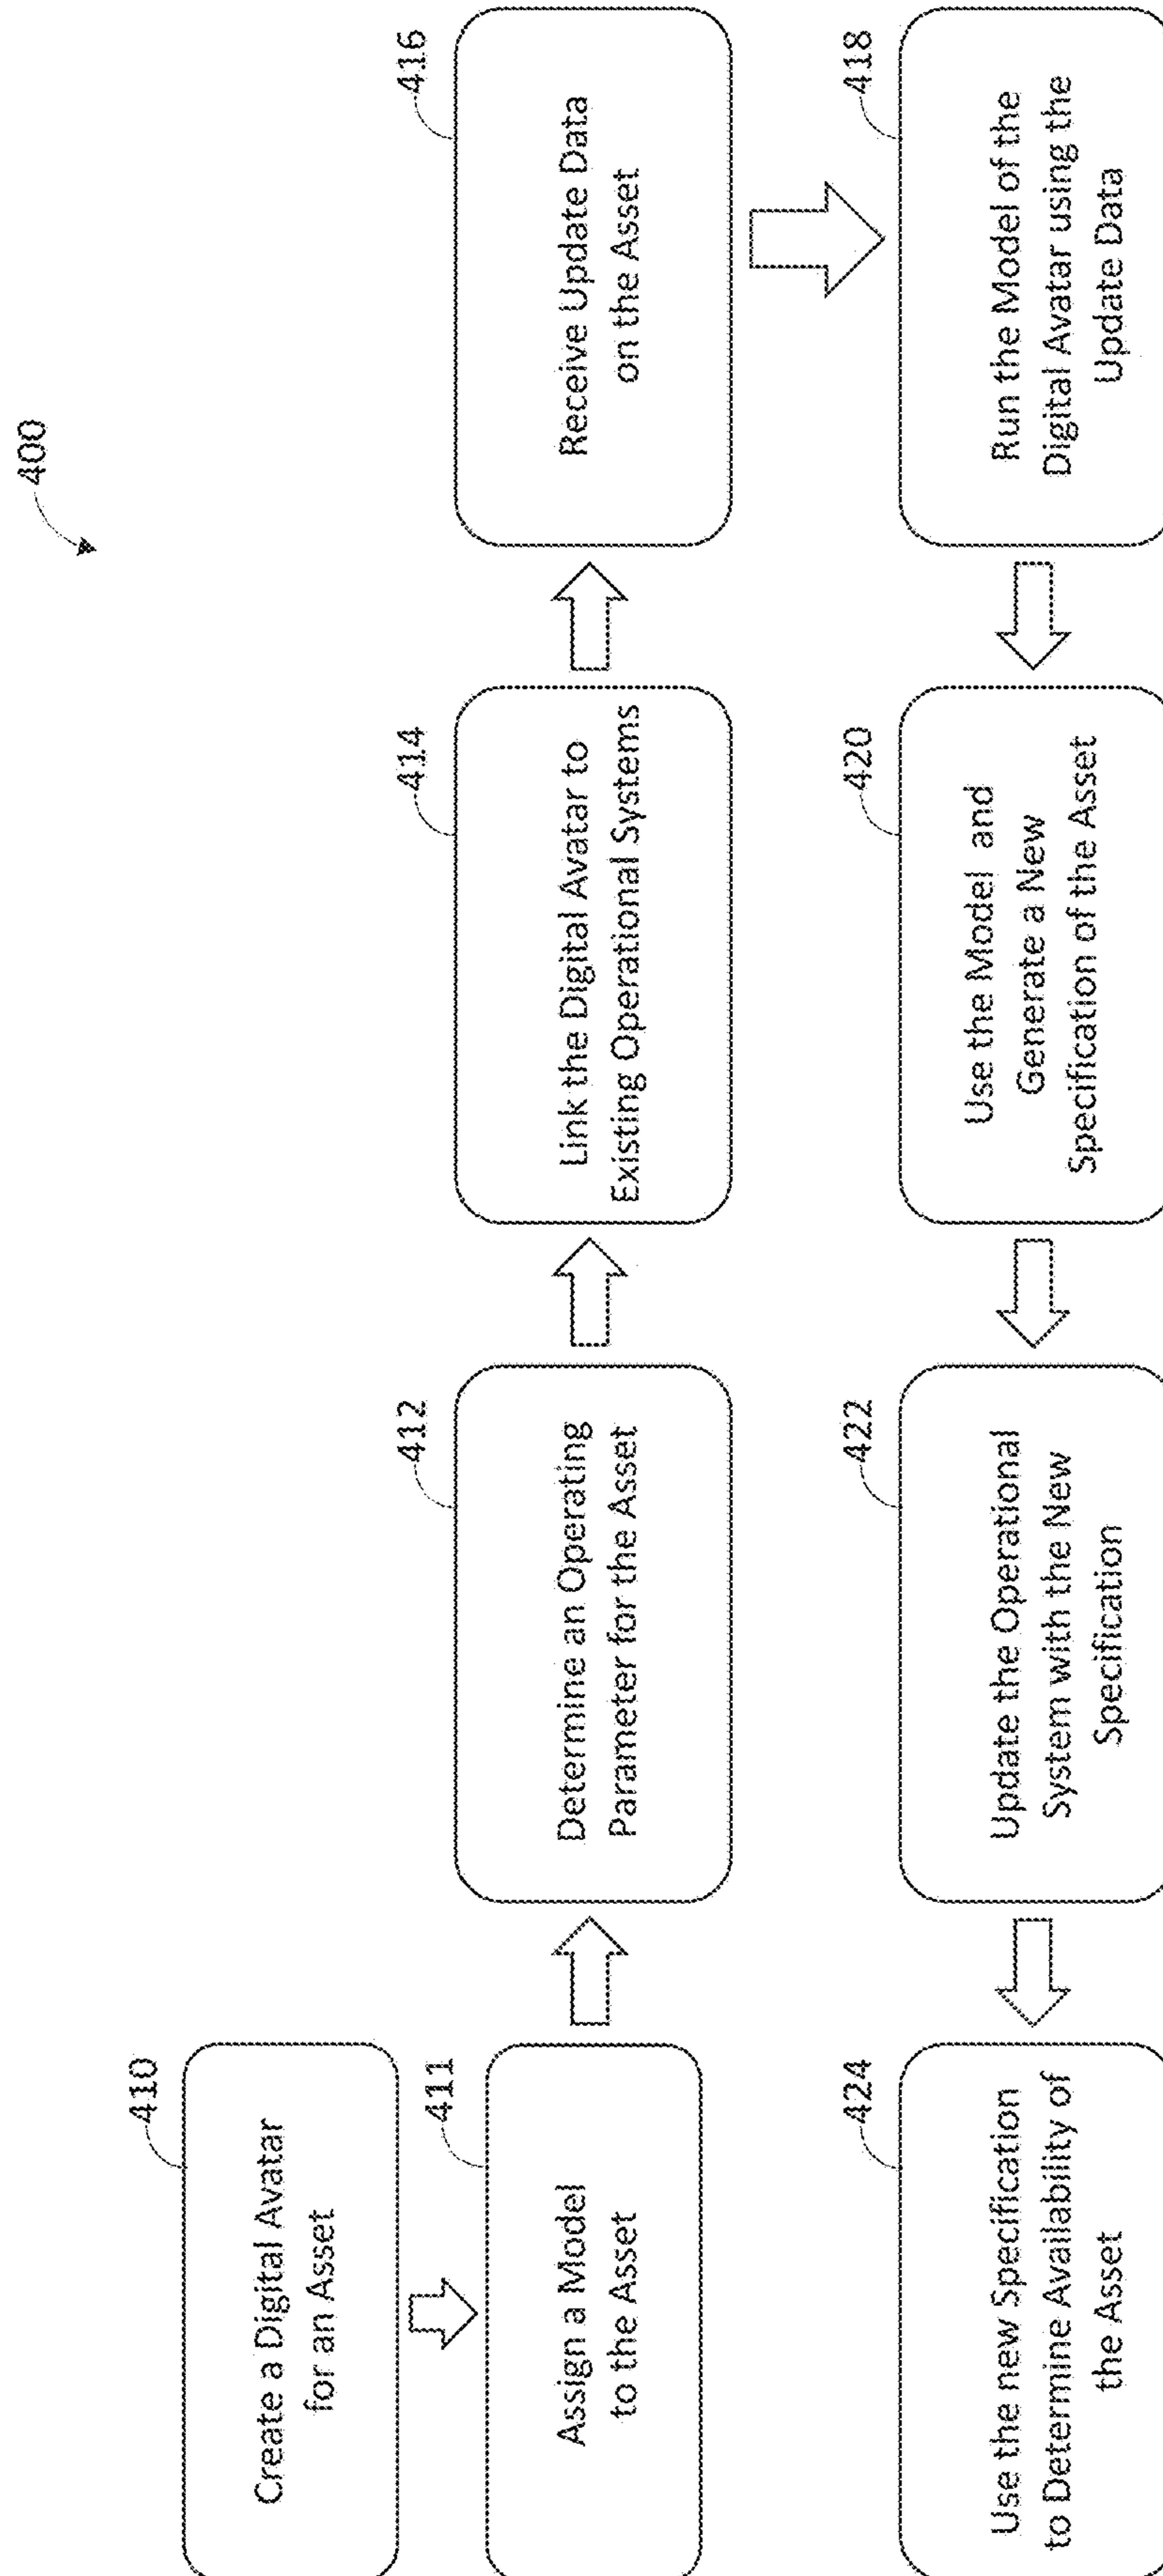 400
410
Create a Digital Avatar
for an Asset
411
Assign a Model
to the Asset
412
Determine an Operating
Parameter for the Asset
414
Link the Digital Avatar to
Existing Operational Systems
416
Receive Update Data
on the Asset
418
Run the Model of the
Digital Avatar using the
Update Data
420
Use the Model and
Generate a New
Specification of the Asset
422
Update the Operational
System with the New
Specification
424
Use the new Specification
to Determine Availability of
the Asset